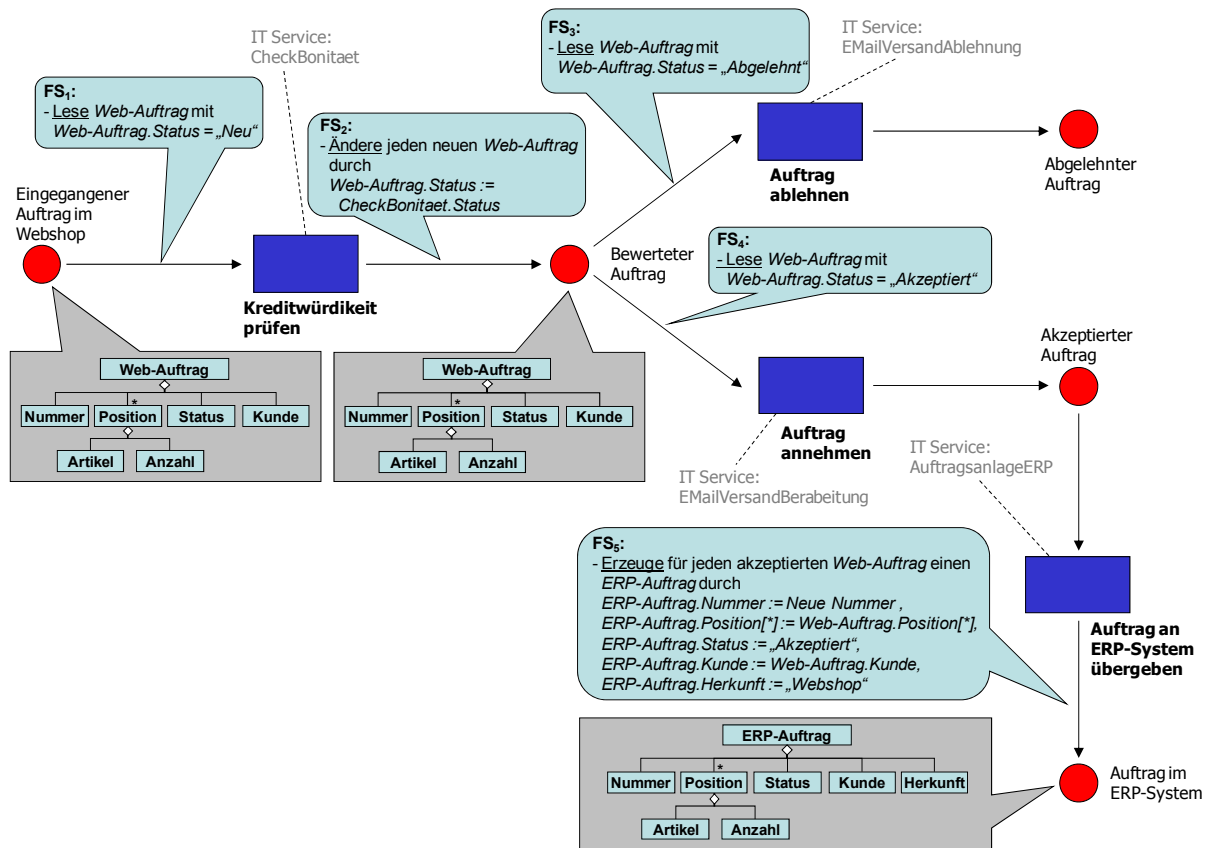 IT Service:
CheckBonitaet
FS₁:
- Lese Web-Auftrag mit
Web-Auftrag.Status = „Neu“
FS₂:
- Ändere jeden neuen Web-Auftrag
durch
Web-Auftrag.Status :=
CheckBonitaet.Status
FS₃:
- Lese Web-Auftrag mit
Web-Auftrag.Status = „Abgelehnt“
IT Service:
EMailVersandAblehnung
Eingegangener
Auftrag im
Webshop
Kreditwürdikeit
prüfen
Bewerteter
Auftrag
Auftrag
ablehnen
Abgelehnter
Auftrag
FS₄:
- Lese Web-Auftrag mit
Web-Auftrag.Status = „Akzeptiert“
Web-Auftrag
*
Nummer Position Status Kunde
Artikel Anzahl
Web-Auftrag
*
Nummer Position Status Kunde
Artikel Anzahl
Auftrag
annehmen
Akzeptierter
Auftrag
IT Service:
EMailVersandBerabeitung
IT Service:
AuftragsanlageERP
FS₅:
- Erzeuge für jeden akzeptierten Web-Auftrag einen
ERP-Auftrag durch
ERP-Auftrag.Nummer := Neue Nummer ,
ERP-Auftrag.Position[*] := Web-Auftrag.Position[*],
ERP-Auftrag.Status := „Akzeptiert“,
ERP-Auftrag.Kunde := Web-Auftrag.Kunde,
ERP-Auftrag.Herkunft := „Webshop“
Auftrag an
ERP-System
übergeben
ERP-Auftrag
*
Nummer Position Status Kunde Herkunft
Artikel Anzahl
Auftrag im
ERP-System